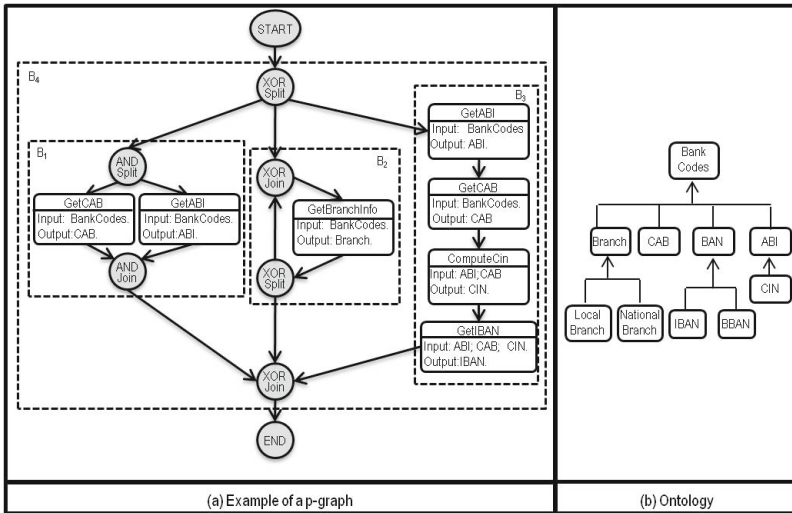 START
B4
XOR
Split
B3
GetABI
Input: BankCodes
Output: ABI.
B1
AND
Split
GetCAB
Input: BankCodes.
Output:CAB.
GetABI
Input: BankCodes.
Output:ABI.
AND
Join
B2
XOR
Join
GetBranchInfo
Input: BankCodes.
Output: Branch.
XOR
Split
GetCAB
Input: BankCodes.
Output: CAB
ComputeCin
Input: ABI;CAB
Output: CIN.
GetIBAN
Input: ABI; CAB; CIN.
Output:IBAN.
XOR
Join
END
(a) Example of a p-graph
Bank
Codes
Branch
CAB
BAN
ABI
Local
Branch
National
Branch
IBAN
BBAN
CIN
(b) Ontology